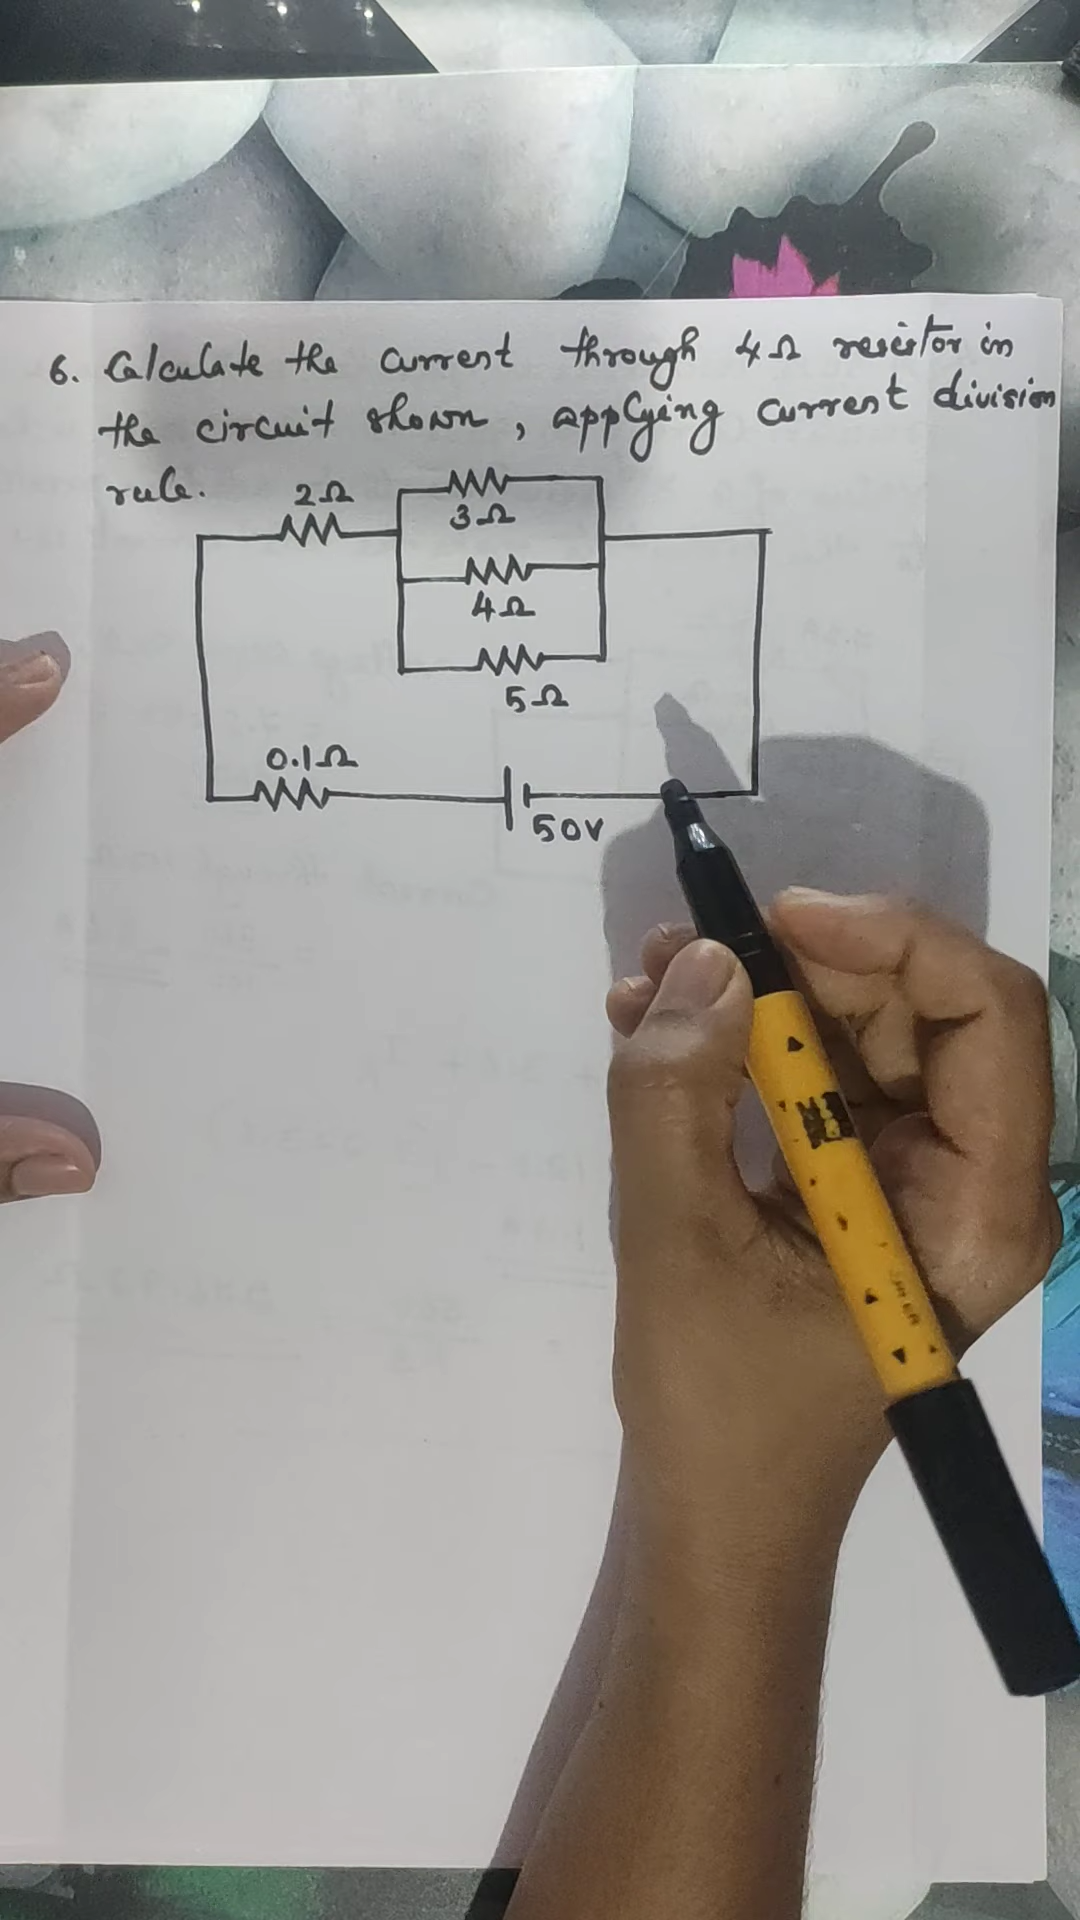 6. Calculate the current through 4Ω resistor in
the circuit shown, applying current division
rule.
2Ω
3Ω
4Ω
5Ω
0.1Ω
50V